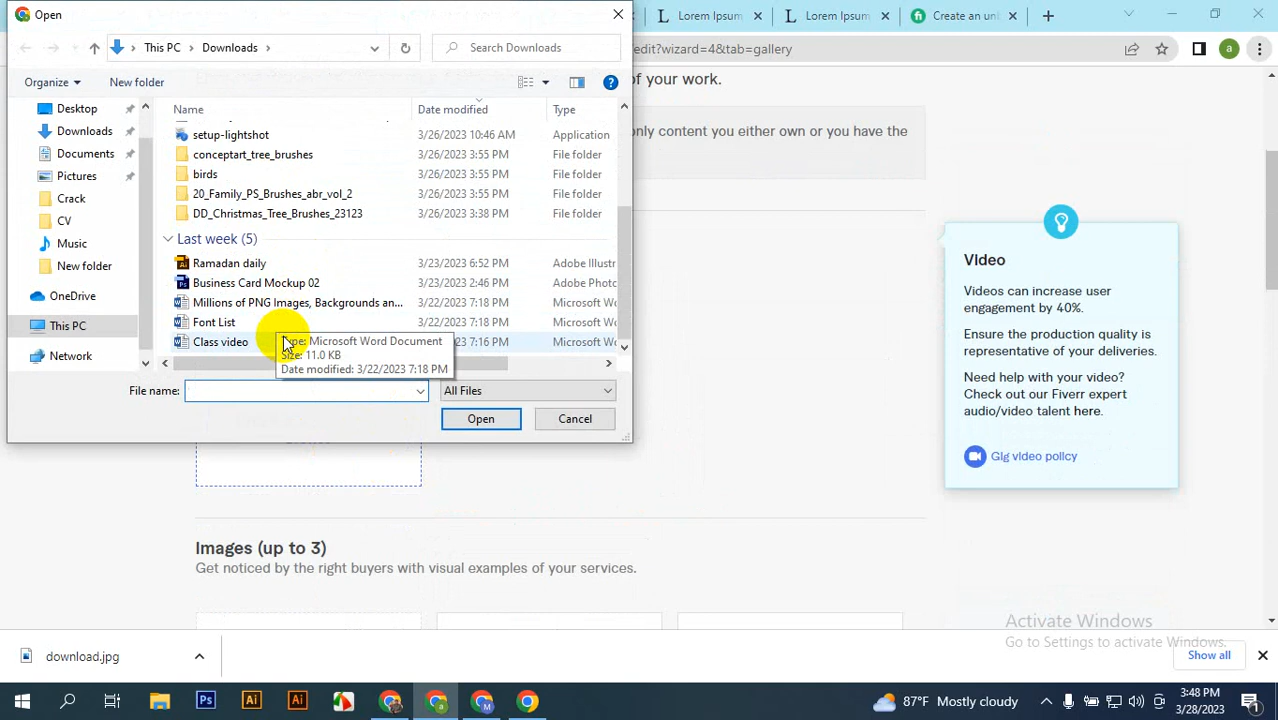 Open
Lorem Ipsum
Lorem Ipsum
Create an un
This PC
Downloads
Search Downloads
edit?wizard=4&tab=gallery
a
Organize
New folder
of your work.
Name
Date modified
Type
Desktop
Downloads
Documents
Pictures
Crack
CV
Music
New folder
OneDrive
This PC
Network
setup-lightshot
3/26/2023 10:46 AM
Application
conceptart_tree_brushes
3/26/2023 3:55 PM
File folder
birds
3/26/2023 3:55 PM
File folder
20_Family_PS_Brushes_abr_vol_2
3/26/2023 3:55 PM
File folder
DD_Christmas_Tree_Brushes_23123
3/26/2023 3:38 PM
File folder
Last week (5)
Ramadan daily
3/23/2023 6:52 PM
Adobe Illustr
Business Card Mockup 02
3/23/2023 2:46 PM
Adobe Photo
Millions of PNG Images, Backgrounds an...
3/22/2023 7:18 PM
Microsoft Wo
Font List
3/22/2023 7:18 PM
Microsoft Wo
Class video
7:16 PM
Microsoft Wo
Type: Microsoft Word Document
Size: 11.0 KB
Date modified: 3/22/2023 7:18 PM
File name:
All Files
Open
Cancel
only content you either own or you have the
Video
Videos can increase user
engagement by 40%.
Ensure the production quality is
representative of your deliveries.
Need help with your video?
Check out our Fiverr expert
audio/video talent here.
Gig video policy
Images (up to 3)
Get noticed by the right buyers with visual examples of your services.
Activate Windows
Go to Settings to activate Windows.
download.jpg
Show all
87°F Mostly cloudy
3:48 PM
3/28/2023